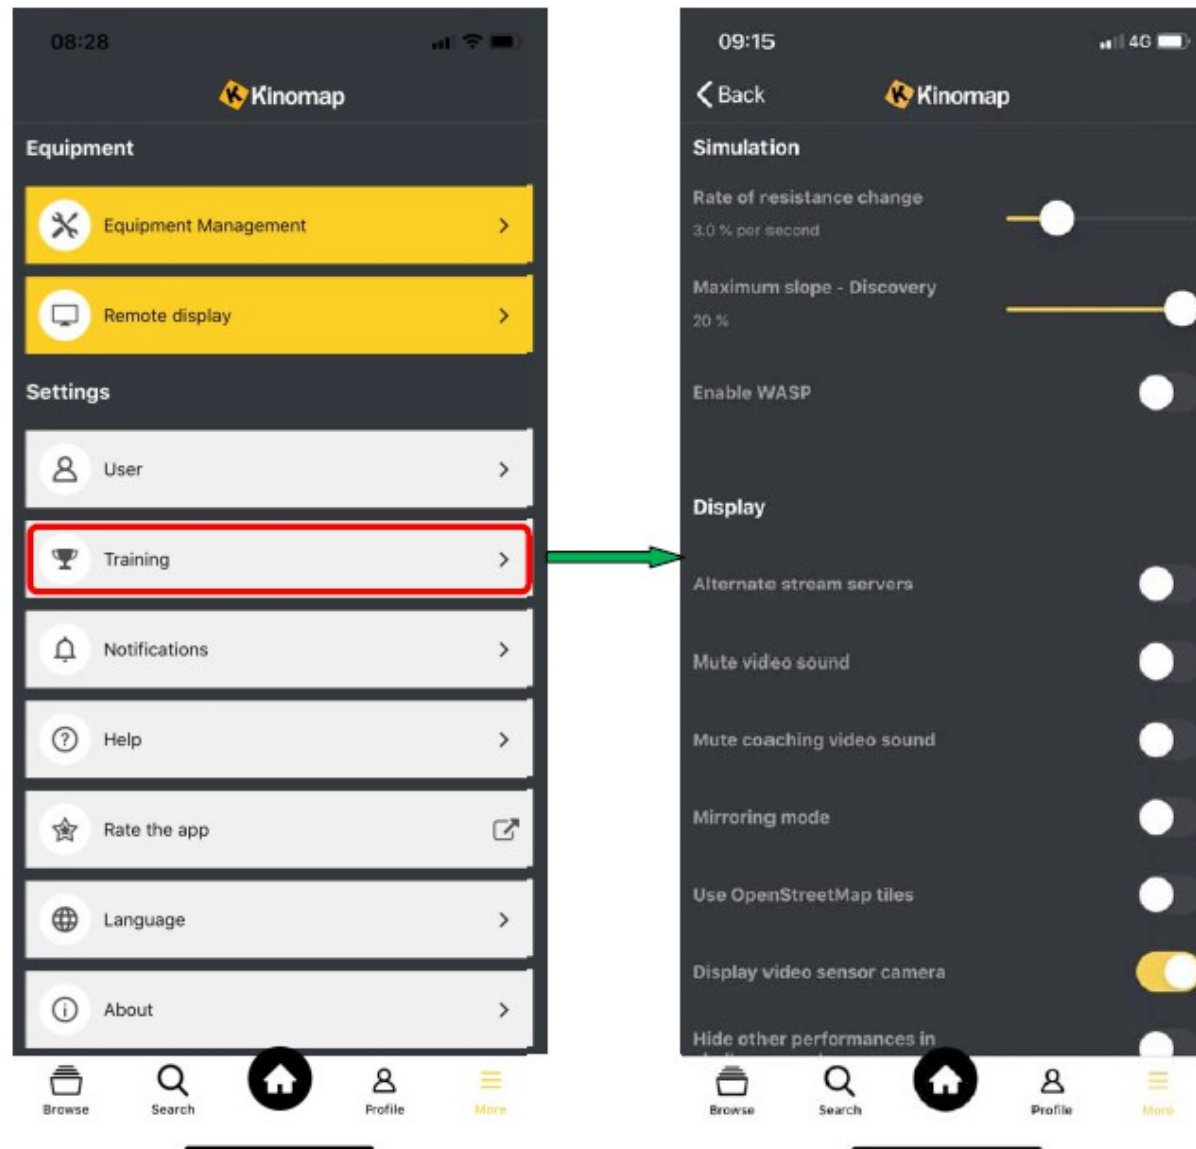 08:28
Kinomap
Equipment
Equipment Management
Remote display
Settings
User
Training
Notifications
Help
Rate the app
Language
About
Browse
Search
Profile
More
09:15
4G
Back
Kinomap
Simulation
Rate of resistance change
3.0 % per second
Maximum slope - Discovery
20 %
Enable WASP
Display
Alternate stream servers
Mute video sound
Mute coaching video sound
Mirroring mode
Use OpenStreetMap tiles
Display video sensor camera
Hide other performances in
Browse
Search
Profile
More